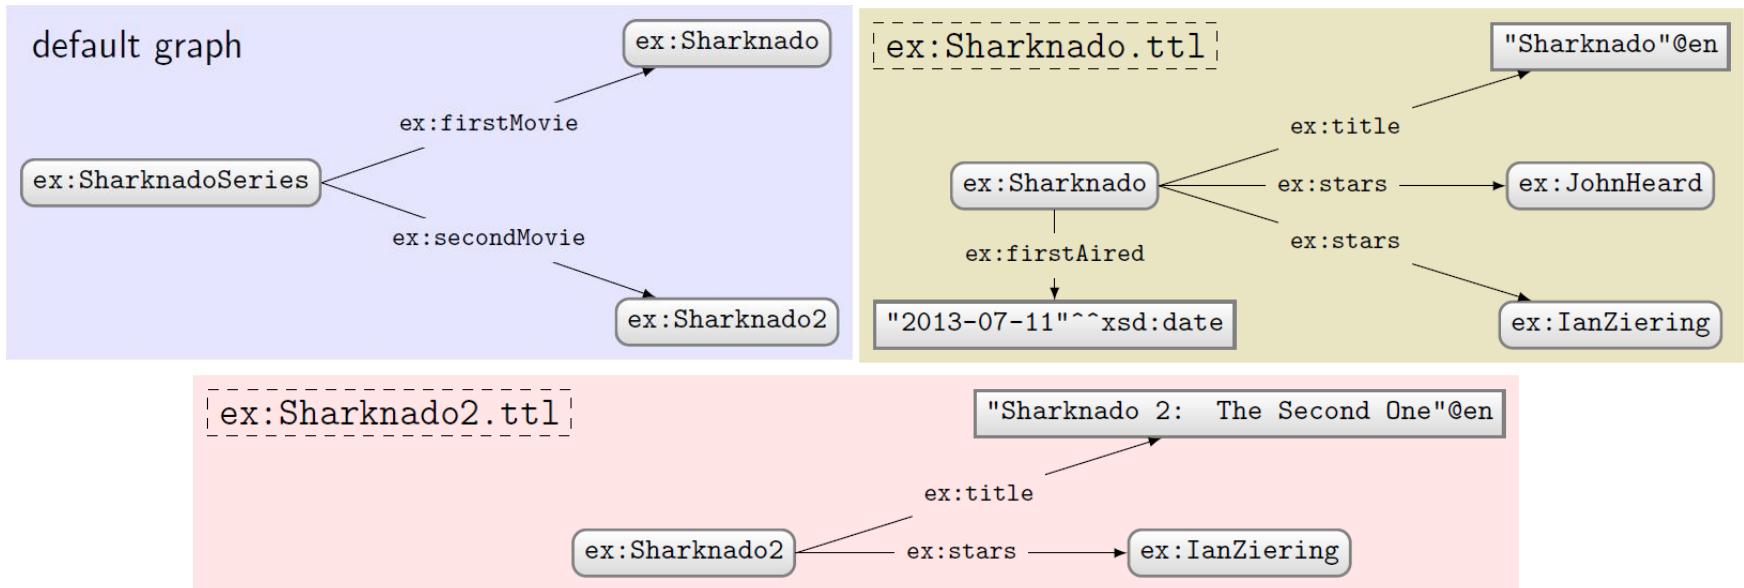 default graph
ex:Sharknado
ex:firstMovie
ex:SharknadoSeries
ex:secondMovie
ex:Sharknado2
ex:Sharknado.ttl
"Sharknado"@en
ex:title
ex:Sharknado
ex:stars
ex:JohnHeard
ex:stars
ex:firstAired
"2013-07-11"^^xsd:date
ex:IanZiering
ex:Sharknado2.ttl
"Sharknado 2: The Second One"@en
ex:title
ex:Sharknado2
ex:stars
ex:IanZiering